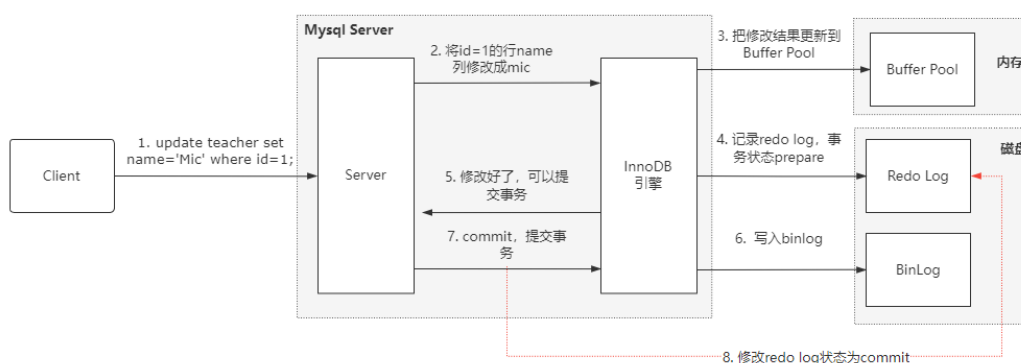 Mysql Server
3. 把修改结果更新到
Buffer Pool
2. 将id=1的行name
列修改成mic
Buffer Pool
内存
1. update teacher set
name='Mic' where id=1;
4. 记录redo log，事
务状态prepare
磁盘
Client
Server
5. 修改好了，可以提
交事务
InnoDB
引擎
Redo Log
7. commit，提交事
务
6. 写入binlog
BinLog
8. 修改redo log状态为commit